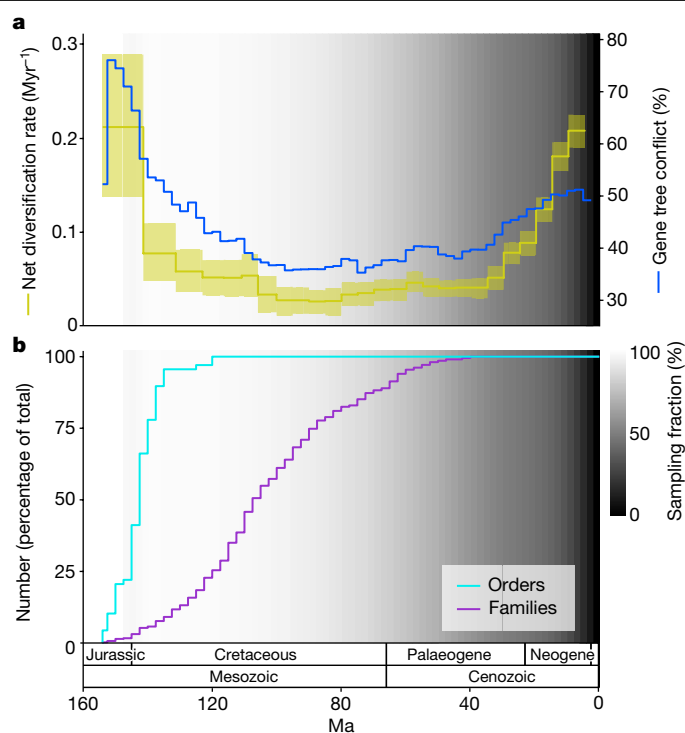 a
Net diversification rate (Myr⁻¹)
0.3
0.2
0.1
0
80
70
60
50
40
30
Gene tree conflict (%)
b
Number (percentage of total)
100
75
50
25
0
Orders
Families
100
50
0
Sampling fraction (%)
Jurassic Cretaceous Palaeogene Neogene
Mesozoic Cenozoic
160 120 80 40 0
Ma